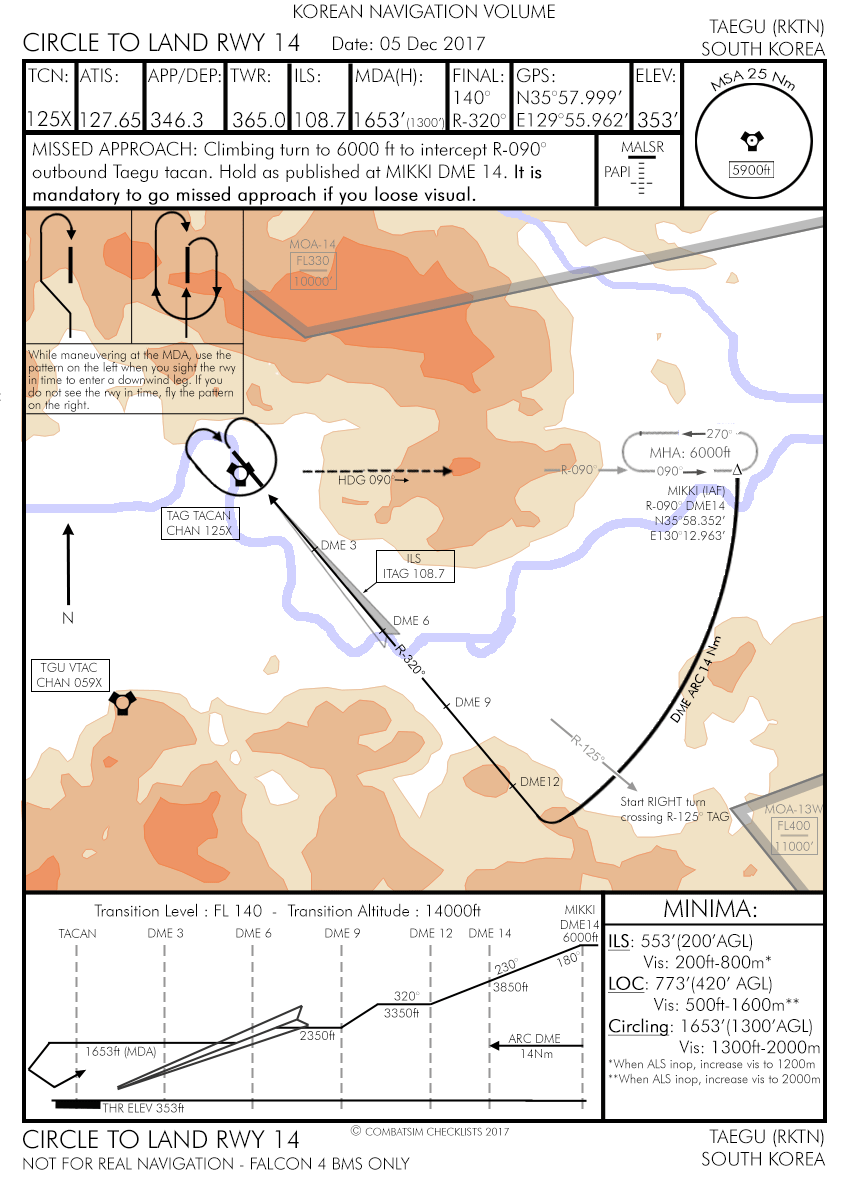 KOREAN NAVIGATION VOLUME
CIRCLE TO LAND RWY 14
Date: 05 Dec 2017
TAEGU (RKTN)
SOUTH KOREA
TCN:
125X
ATIS:
127.65
APP/DEP:
346.3
TWR:
365.0
ILS:
108.7
MDA(H):
1653'(1300')
FINAL:
140°
R-320°
GPS:
N35°57.999'
E129°55.962'
ELEV:
353'
MSA 25 Nm
5900ft
MISSED APPROACH: Climbing turn to 6000 ft to intercept R-090°
outbound Taegu tacan. Hold as published at MIKKI DME 14. It is
mandatory to go missed approach if you loose visual.
MALSR
PAPI
MOA-14
FL330
10000'
While maneuvering at the MDA, use the
pattern on the left when you sight the rwy
in time to enter a downwind leg. If you
do not see the rwy in time, fly the pattern
on the right.
270°
MHA: 6000ft
090°
R-090°
HDG 090°
MIKKI (IAF)
R-090° DME14
N35°58.352'
E130°12.963'
TAG TACAN
CHAN 125X
DME 3
ILS
ITAG 108.7
N
DME 6
R-320°
TGU VTAC
CHAN 059X
DME 9
DME ARC 14 Nm
R-125°
DME12
Start RIGHT turn
crossing R-125° TAG
MOA-13W
FL400
11000'
Transition Level : FL 140 - Transition Altitude : 14000ft
TACAN
DME 3
DME 6
DME 9
DME 12
DME 14
MIKKI
DME14
6000ft
180°
230°
3850ft
320°
3350ft
2350ft
ARC DME
14Nm
1653ft (MDA)
THR ELEV 353ft
MINIMA:
ILS: 553'(200'AGL)
Vis: 200ft-800m*
LOC: 773'(420' AGL)
Vis: 500ft-1600m**
Circling: 1653'(1300'AGL)
Vis: 1300ft-2000m
*When ALS inop, increase vis to 1200m
**When ALS inop, increase vis to 2000m
CIRCLE TO LAND RWY 14
NOT FOR REAL NAVIGATION - FALCON 4 BMS ONLY
© COMBATSIM CHECKLISTS 2017
TAEGU (RKTN)
SOUTH KOREA